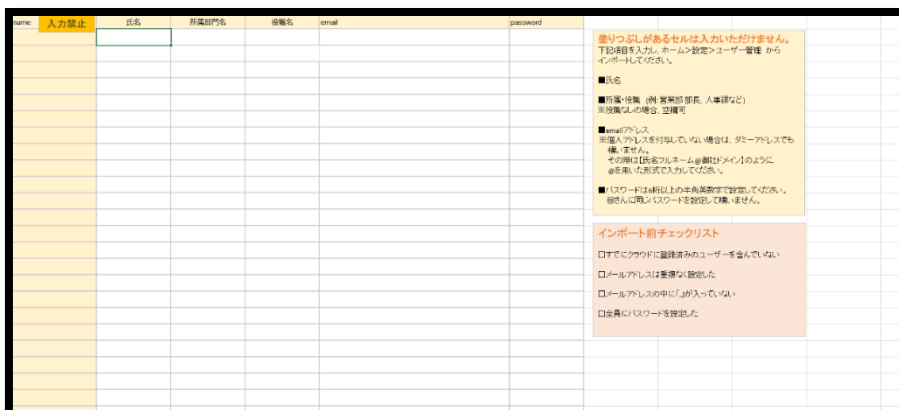 name 入力禁止 氏名 所属部門名 役職名 email password
塗りつぶしがあるセルは入力いただけません。
下記項目を入力し、ホーム>設定>ユーザー管理 から
インポートしてください。
■氏名
■所属・役職 (例:営業部 部長、人事課など)
※役職なしの場合、空欄可
■emailアドレス
※個人アドレスを付与していない場合は、ダミーアドレスでも
構いません。
その際は【氏名フルネーム@御社ドメイン】のように、
@を用いた形式で入力してください。
■パスワードは6桁以上の半角英数字で設定してください。
皆さんに同じパスワードを設定して構いません。
インポート前チェックリスト
□すでにクラウドに登録済みのユーザーを含んでいない
□メールアドレスは重複なく設定した
□メールアドレスの中に「,」が入っていない
□全員にパスワードを設定した